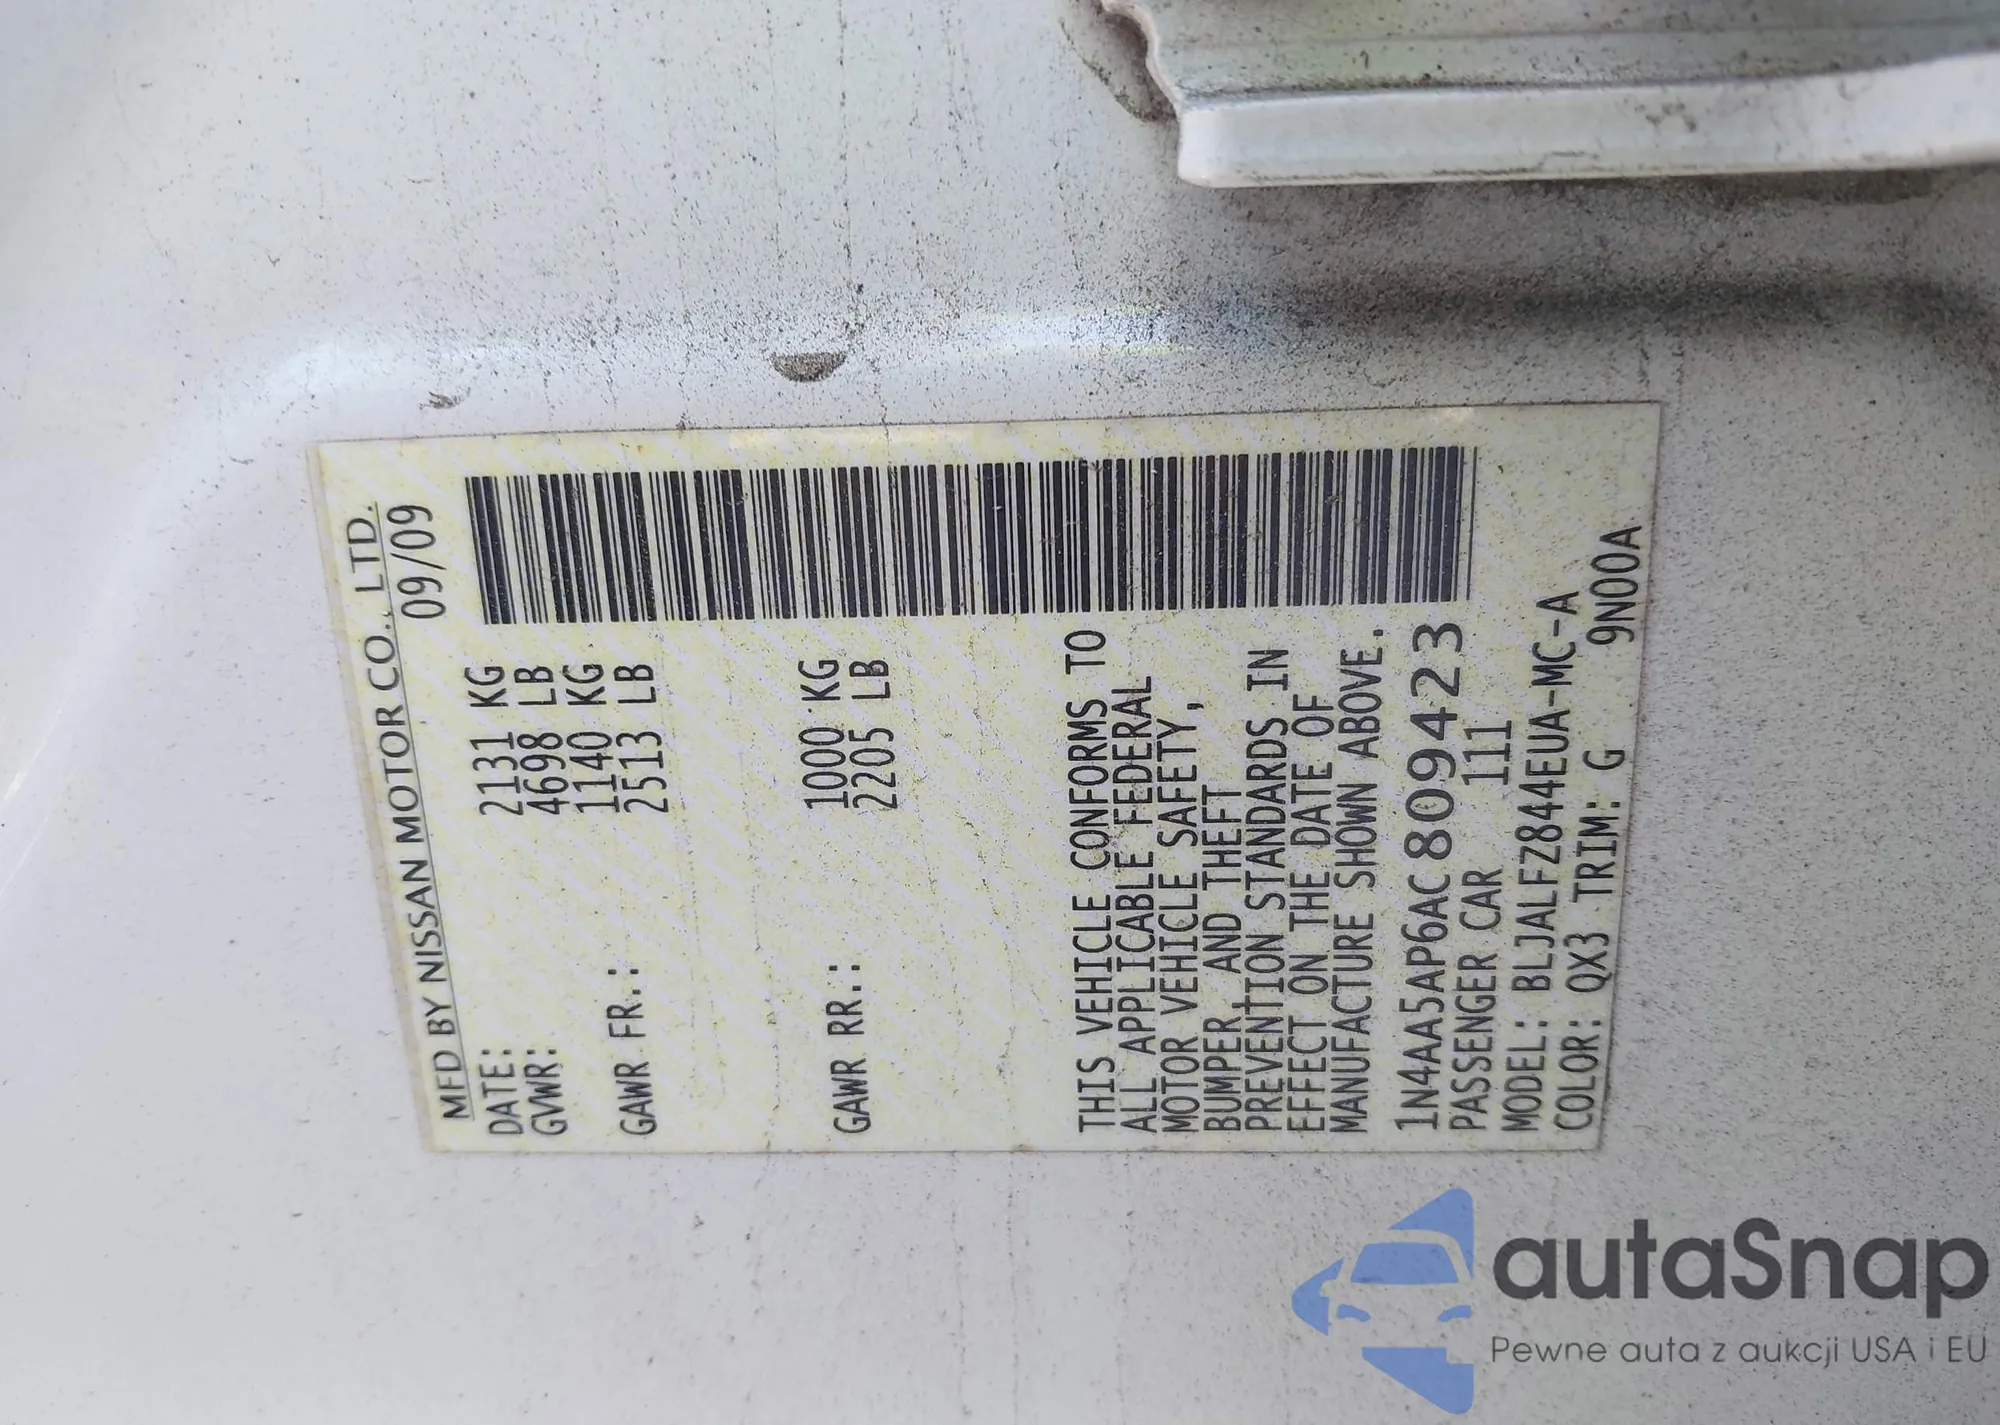 MFD BY NISSAN MOTOR CO., LTD.
DATE: 09/09
GVWR: 2131 KG
4698 LB
GAWR FR.: 1140 KG
2513 LB
GAWR RR.: 1000 KG
2205 LB
THIS VEHICLE CONFORMS TO
ALL APPLICABLE FEDERAL
MOTOR VEHICLE SAFETY,
BUMPER, AND THEFT
PREVENTION STANDARDS IN
EFFECT ON THE DATE OF
MANUFACTURE SHOWN ABOVE.
1N4AA5AP6AC809423
PASSENGER CAR 111
MODEL: BLJALFZ844EUA-MC-A
COLOR: QX3 TRIM: G 9N00A
autaSnap
Pewne auta z aukcji USA i EU